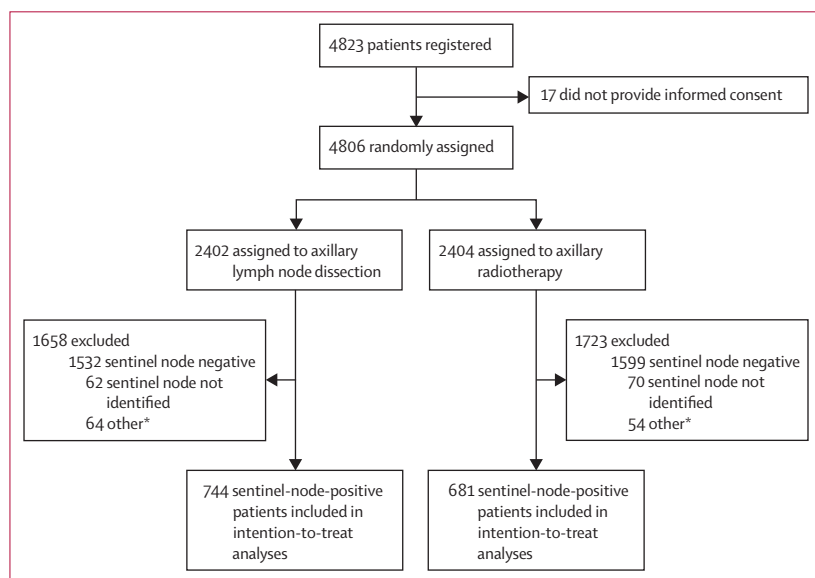 4823 patients registered
17 did not provide informed consent
4806 randomly assigned
2402 assigned to axillary
lymph node dissection
2404 assigned to axillary
radiotherapy
1658 excluded
1532 sentinel node negative
62 sentinel node not
identified
64 other*
1723 excluded
1599 sentinel node negative
70 sentinel node not
identified
54 other*
744 sentinel-node-positive
patients included in
intention-to-treat
analyses
681 sentinel-node-positive
patients included in
intention-to-treat
analyses